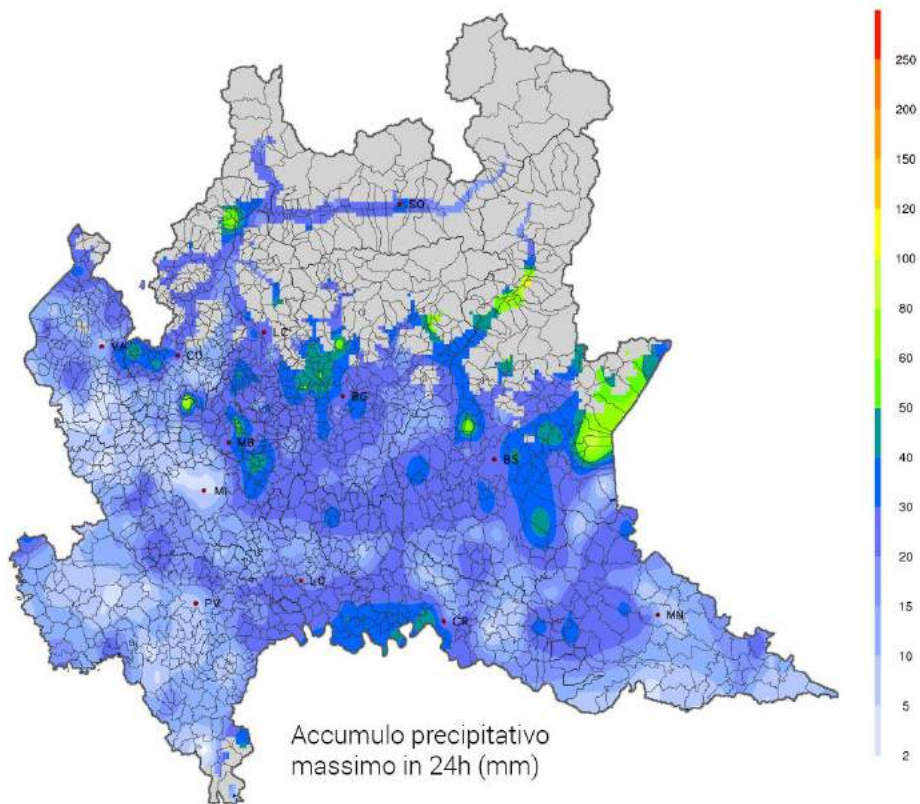 250
200
150
120
100
80
60
50
40
30
20
15
10
5
2
SO
VA
CO
LC
BG
MB
BS
MI
LO
PV
CR
MN
Accumulo precipitativo
massimo in 24h (mm)